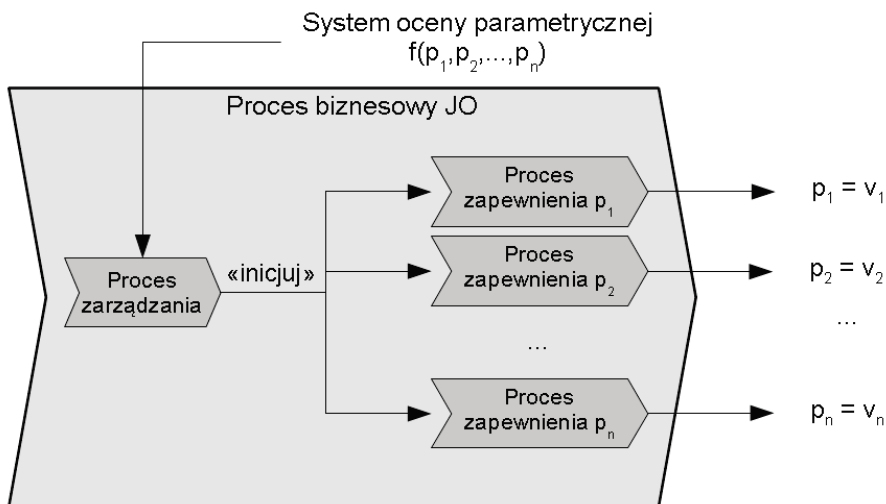 System oceny parametrycznej
f(p₁,p₂,...,pₙ)
Proces biznesowy JO
Proces
zapewnienia p₁
p₁ = v₁
Proces
zarządzania
«inicjuj»
Proces
zapewnienia p₂
p₂ = v₂
...
...
Proces
zapewnienia pₙ
pₙ = vₙ